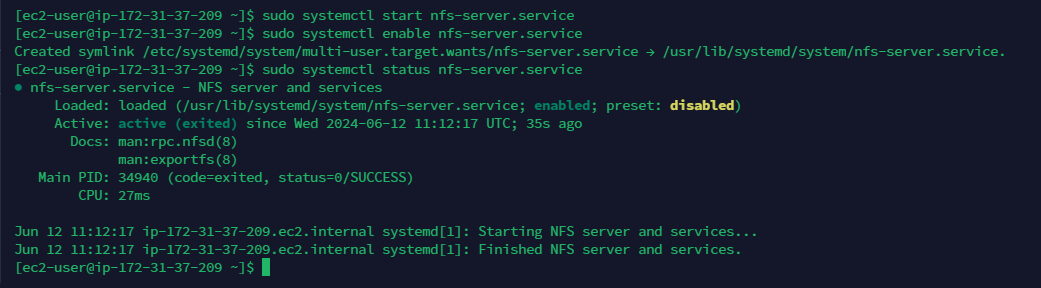 [ec2-user@ip-172-31-37-209 ~]$ sudo systemctl start nfs-server.service
[ec2-user@ip-172-31-37-209 ~]$ sudo systemctl enable nfs-server.service
Created symlink /etc/systemd/system/multi-user.target.wants/nfs-server.service → /usr/lib/systemd/system/nfs-server.service.
[ec2-user@ip-172-31-37-209 ~]$ sudo systemctl status nfs-server.service
● nfs-server.service - NFS server and services
     Loaded: loaded (/usr/lib/systemd/system/nfs-server.service; enabled; preset: disabled)
     Active: active (exited) since Wed 2024-06-12 11:12:17 UTC; 35s ago
       Docs: man:rpc.nfsd(8)
             man:exportfs(8)
   Main PID: 34940 (code=exited, status=0/SUCCESS)
        CPU: 27ms

Jun 12 11:12:17 ip-172-31-37-209.ec2.internal systemd[1]: Starting NFS server and services...
Jun 12 11:12:17 ip-172-31-37-209.ec2.internal systemd[1]: Finished NFS server and services.
[ec2-user@ip-172-31-37-209 ~]$